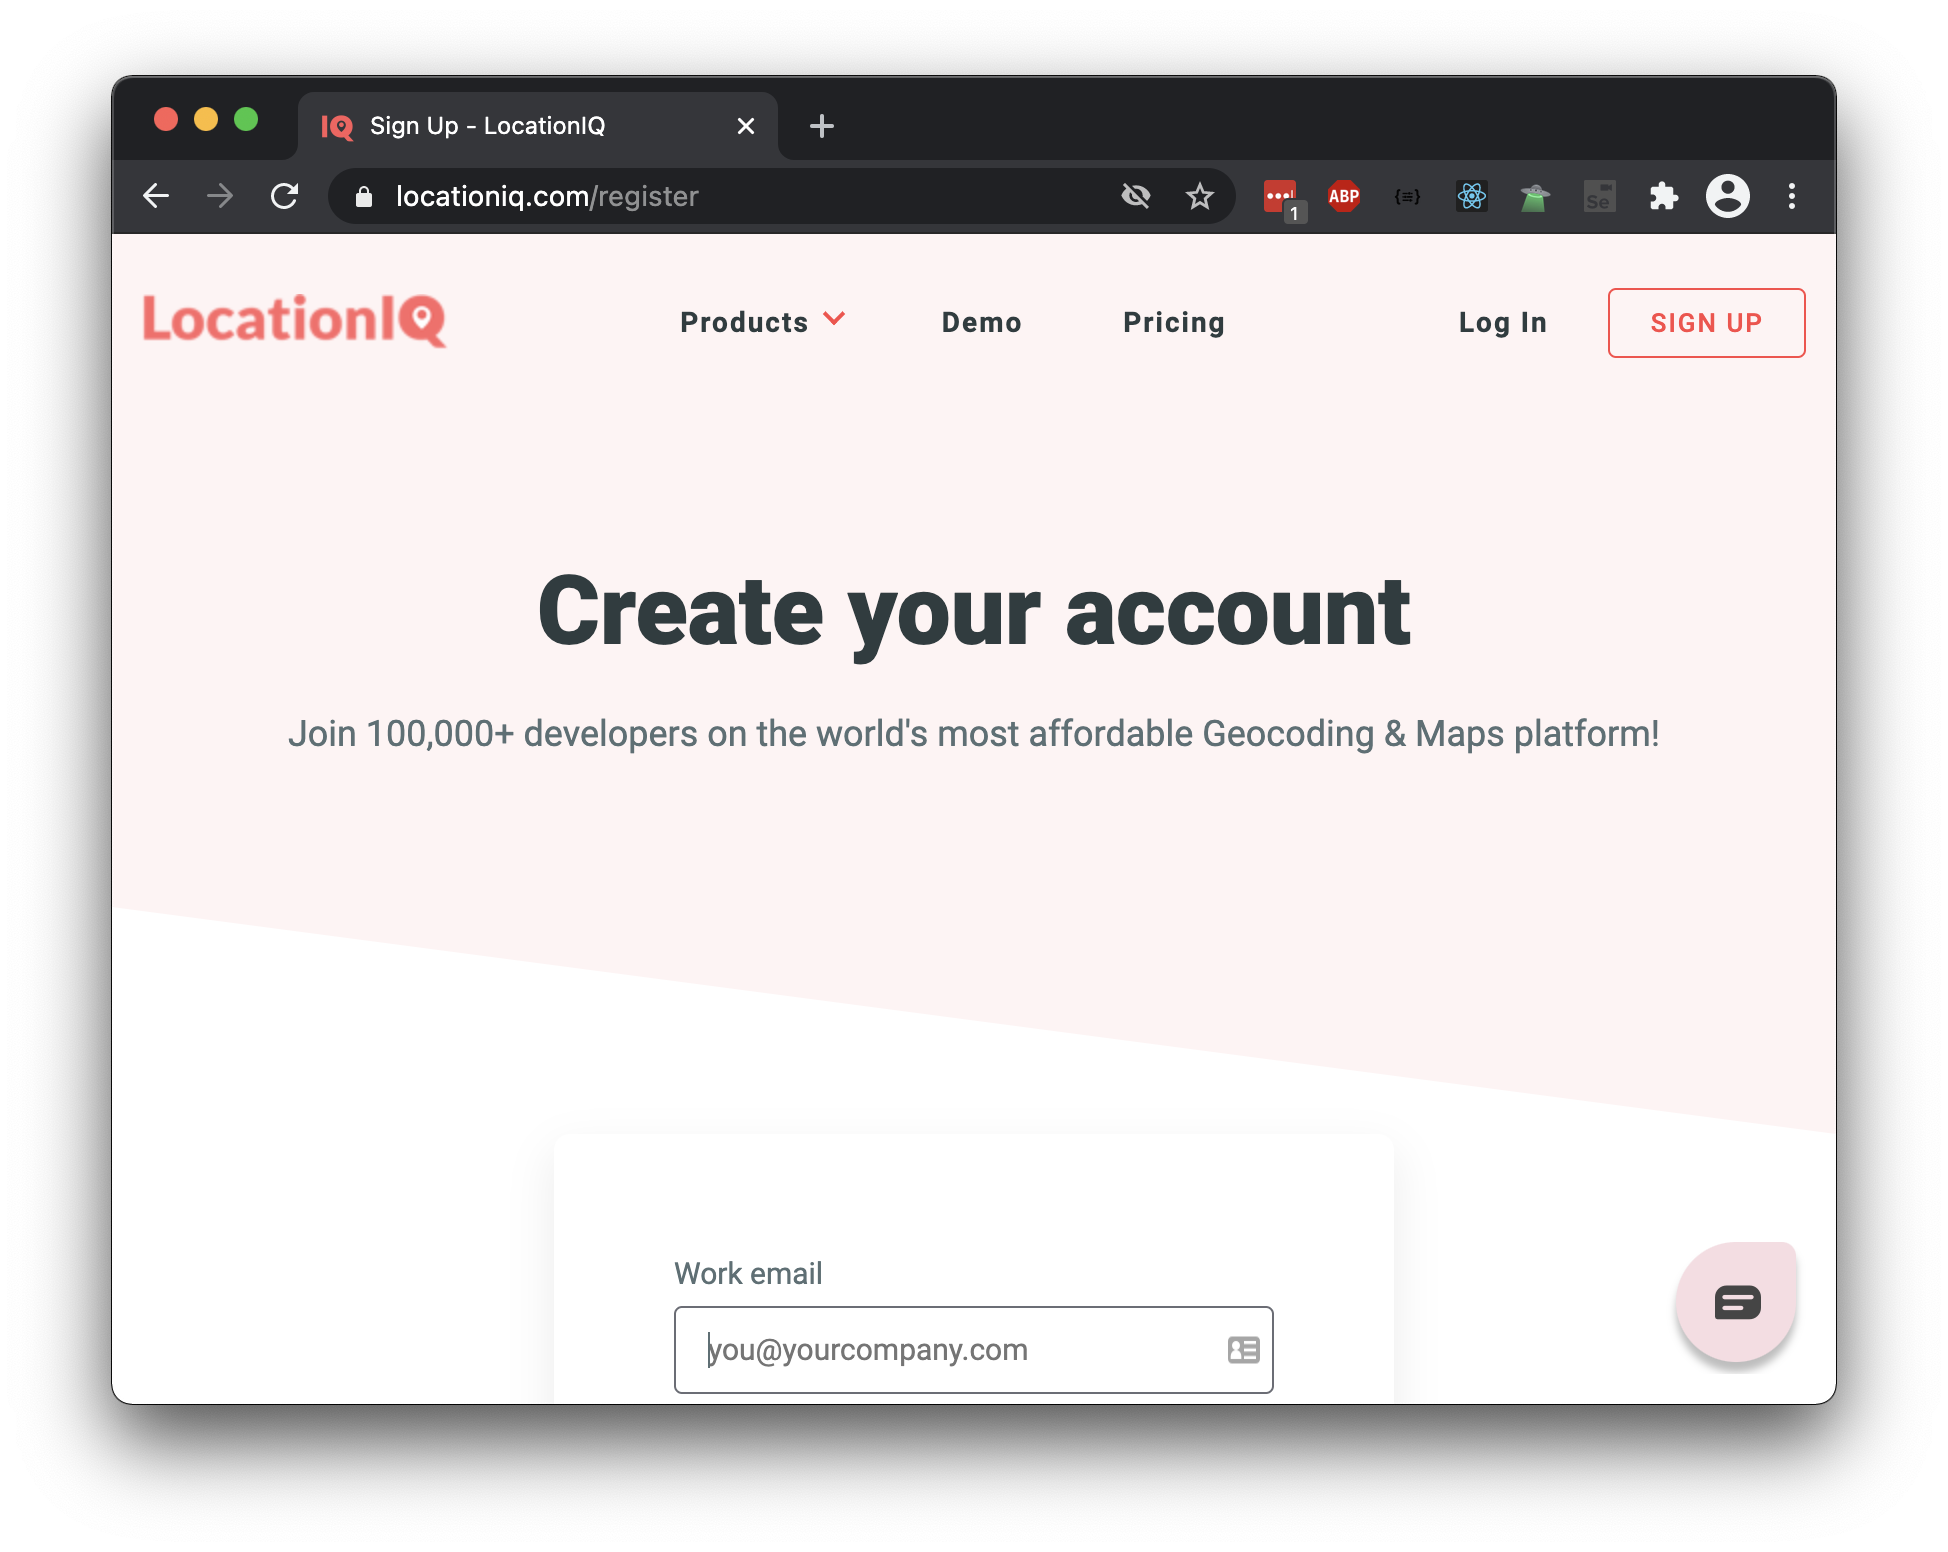 Sign Up - LocationIQ
locationiq.com/register
1
ABP
Se
LocationIQ
Products
Demo
Pricing
Log In
SIGN UP
Create your account
Join 100,000+ developers on the world's most affordable Geocoding & Maps platform!
Work email
you@yourcompany.com